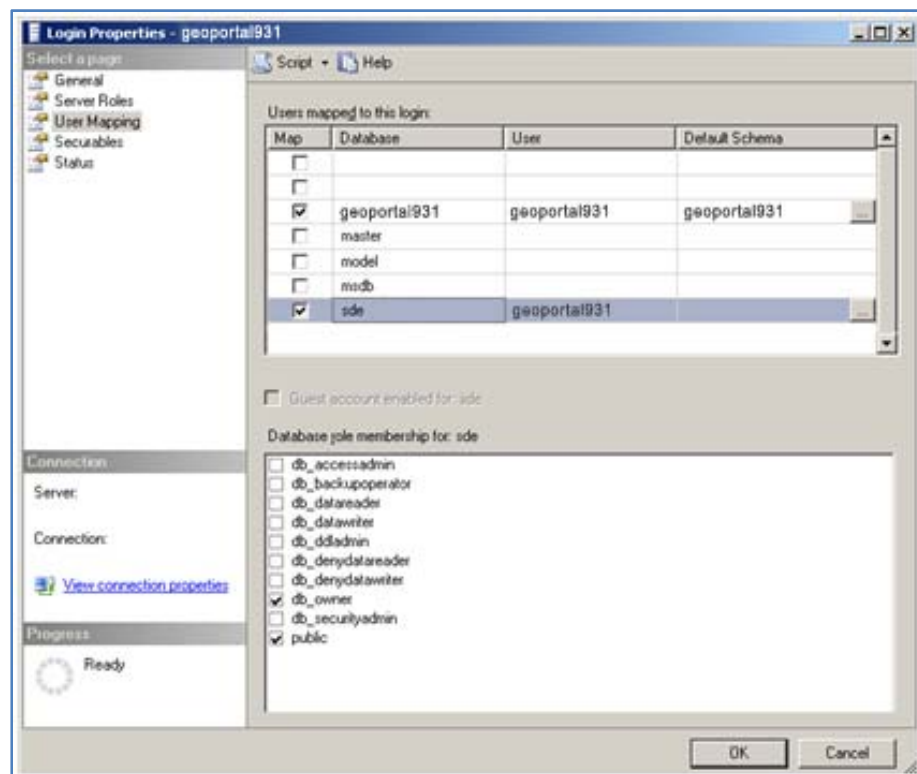 Login Properties - geoportal931
Select a page
General
Server Roles
User Mapping
Securables
Status
Script Help
Users mapped to this login:
Map Database User Default Schema
geoportal931 geoportal931 geoportal931 ...
master
model
msdb
sde geoportal931 ...
Guest account enabled for: sde
Database role membership for: sde
db_accessadmin
db_backupoperator
db_datareader
db_datawriter
db_ddladmin
db_denydatareader
db_denydatawriter
db_owner
db_securityadmin
public
Connection
Server:
Connection:
View connection properties
Progress
Ready
OK Cancel